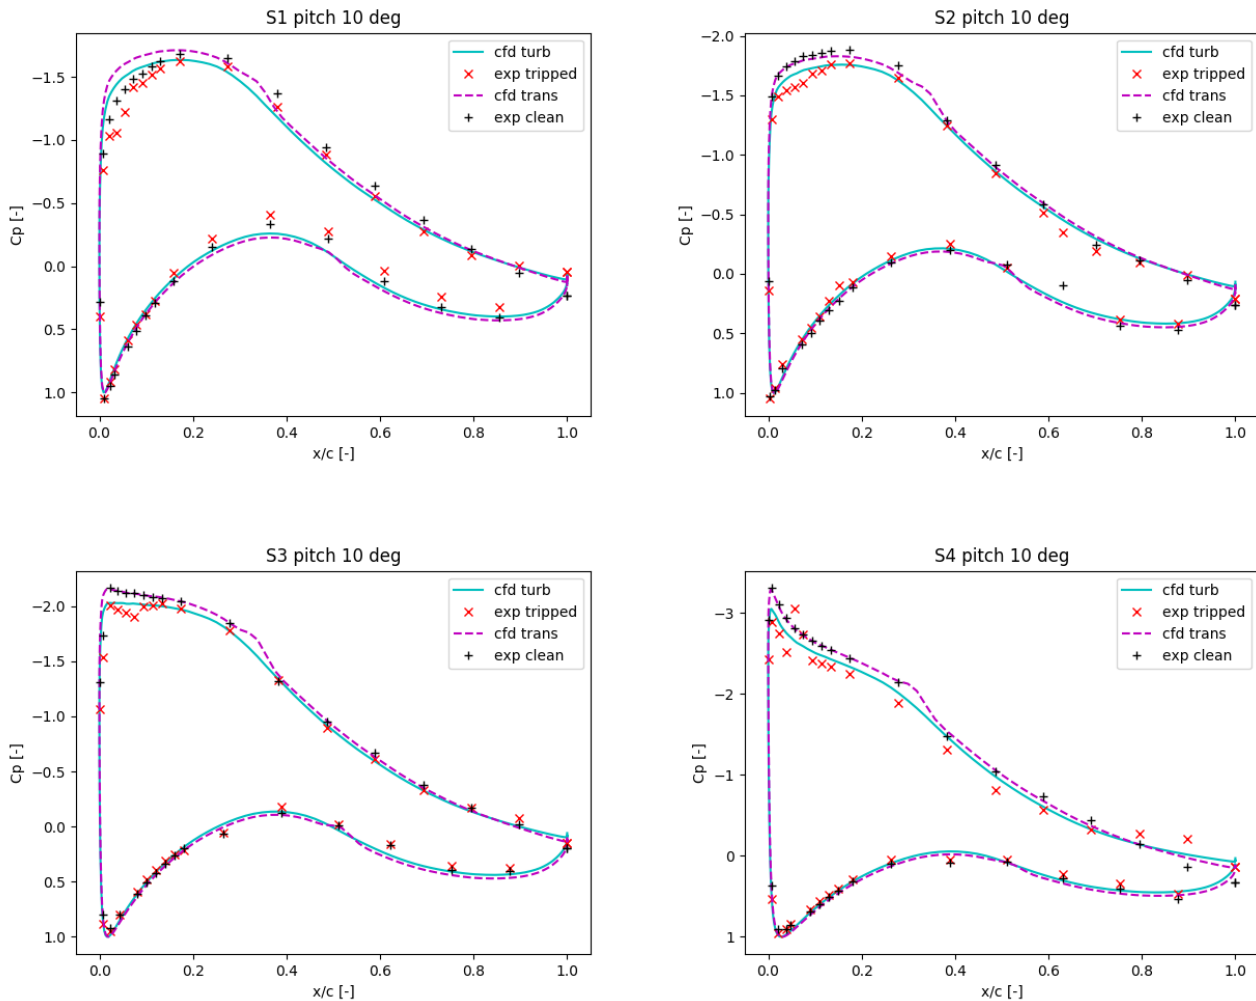 S1 pitch 10 deg
cfd turb
exp tripped
cfd trans
exp clean
−1.5
−1.0
−0.5
0.0
0.5
1.0
Cp [-]
0.0 0.2 0.4 0.6 0.8 1.0
x/c [-]
S2 pitch 10 deg
cfd turb
exp tripped
cfd trans
exp clean
−2.0
−1.5
−1.0
−0.5
0.0
0.5
1.0
Cp [-]
0.0 0.2 0.4 0.6 0.8 1.0
x/c [-]
S3 pitch 10 deg
cfd turb
exp tripped
cfd trans
exp clean
−2.0
−1.5
−1.0
−0.5
0.0
0.5
1.0
Cp [-]
0.0 0.2 0.4 0.6 0.8 1.0
x/c [-]
S4 pitch 10 deg
cfd turb
exp tripped
cfd trans
exp clean
−3
−2
−1
0
1
Cp [-]
0.0 0.2 0.4 0.6 0.8 1.0
x/c [-]